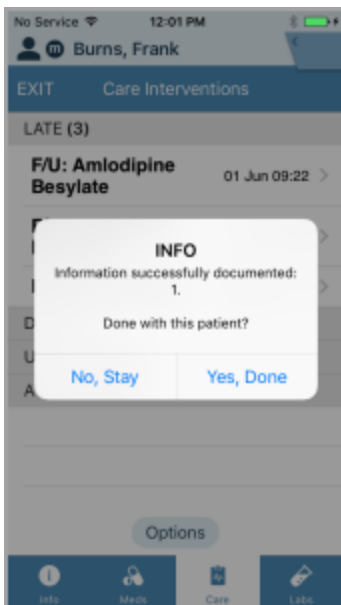 No Service 12:01 PM
m Burns, Frank
EXIT Care Interventions
LATE (3)
F/U: Amlodipine
Besylate
01 Jun 09:22
INFO
Information successfully documented:
1.
Done with this patient?
No, Stay Yes, Done
D
U
A
Options
Info Meds Care Labs